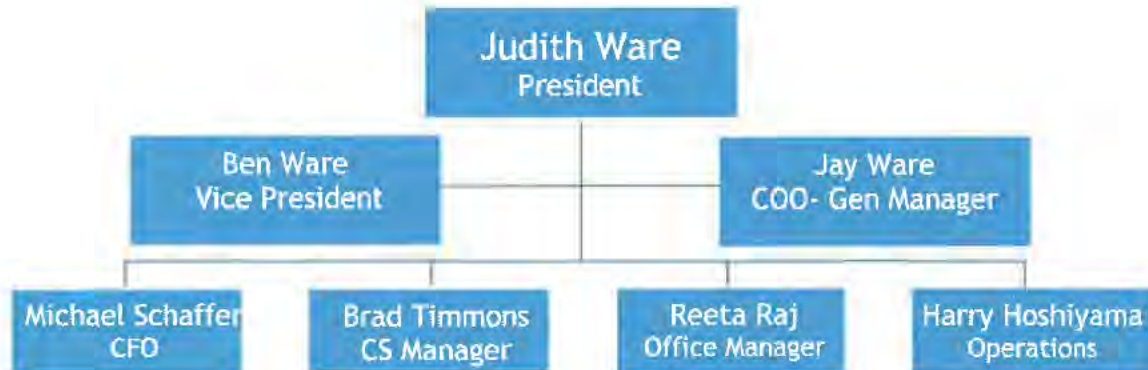 Judith Ware
President
Ben Ware
Vice President
Jay Ware
COO- Gen Manager
Michael Schaffer
CFO
Brad Timmons
CS Manager
Reeta Raj
Office Manager
Harry Hoshiyama
Operations